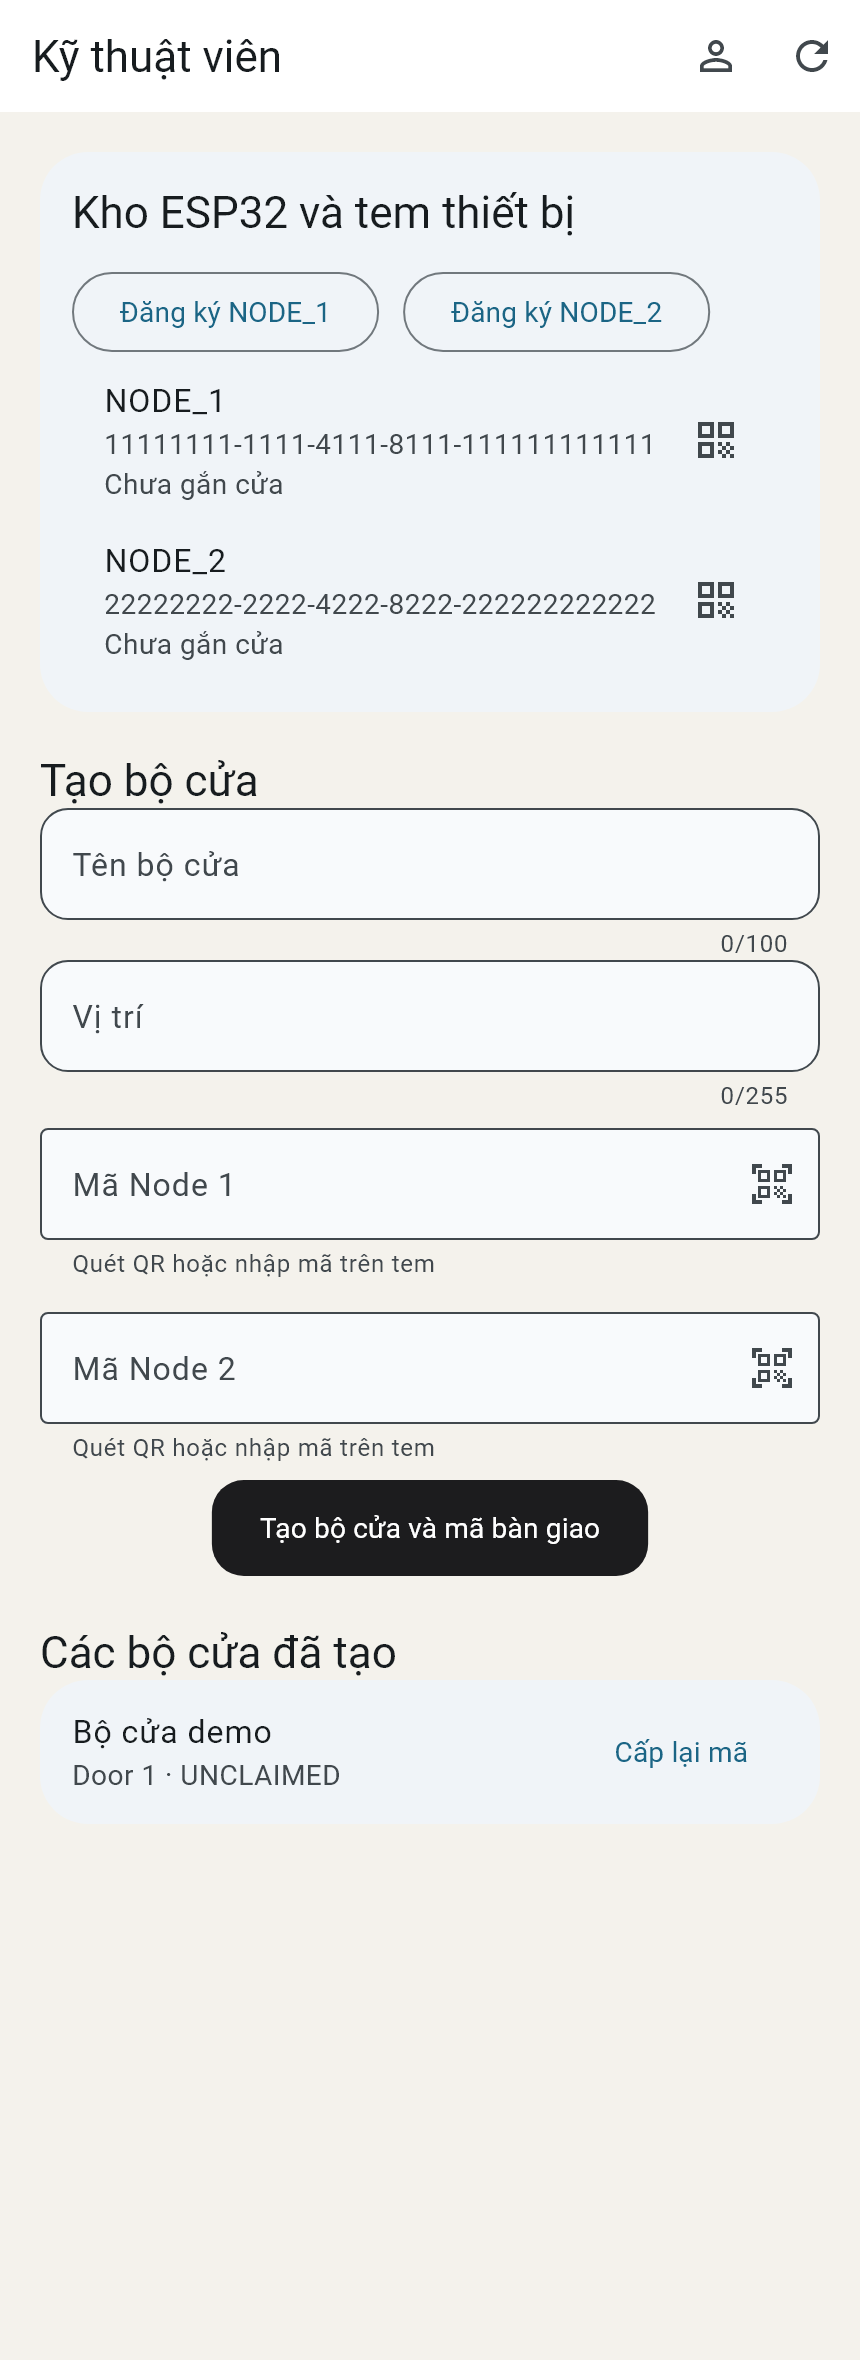 Kỹ thuật viên
Kho ESP32 và tem thiết bị
Đăng ký NODE_1
Đăng ký NODE_2
NODE_1
11111111-1111-4111-8111-111111111111
Chưa gắn cửa
NODE_2
22222222-2222-4222-8222-222222222222
Chưa gắn cửa
Tạo bộ cửa
Tên bộ cửa
0/100
Vị trí
0/255
Mã Node 1
Quét QR hoặc nhập mã trên tem
Mã Node 2
Quét QR hoặc nhập mã trên tem
Tạo bộ cửa và mã bàn giao
Các bộ cửa đã tạo
Bộ cửa demo
Door 1 · UNCLAIMED
Cấp lại mã